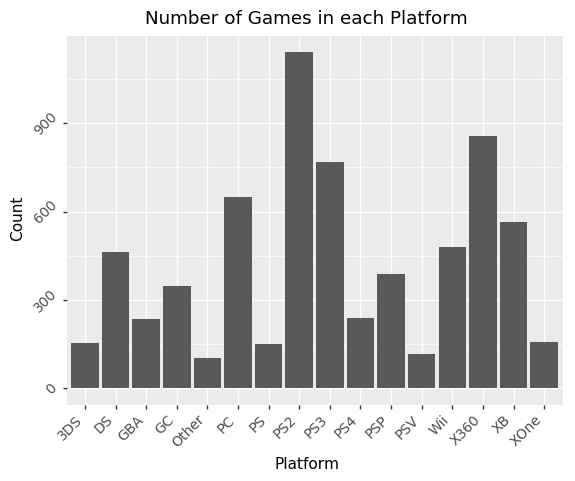 Number of Games in each Platform
Count
900
600
300
0
3DS
DS
GBA
GC
Other
PC
PS
PS2
PS3
PS4
PSP
PSV
Wii
X360
XB
XOne
Platform